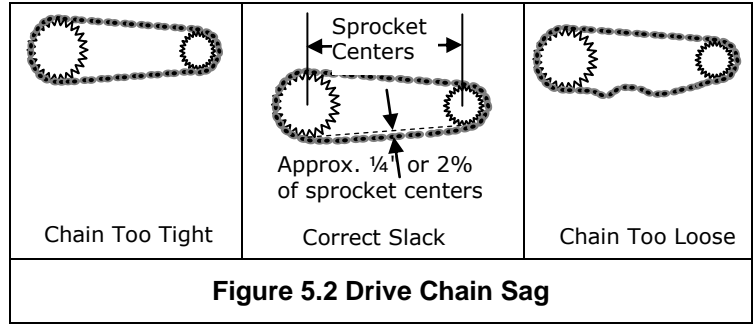 Sprocket
Centers
Approx. ¼" or 2%
of sprocket centers
Chain Too Tight
Correct Slack
Chain Too Loose
Figure 5.2 Drive Chain Sag